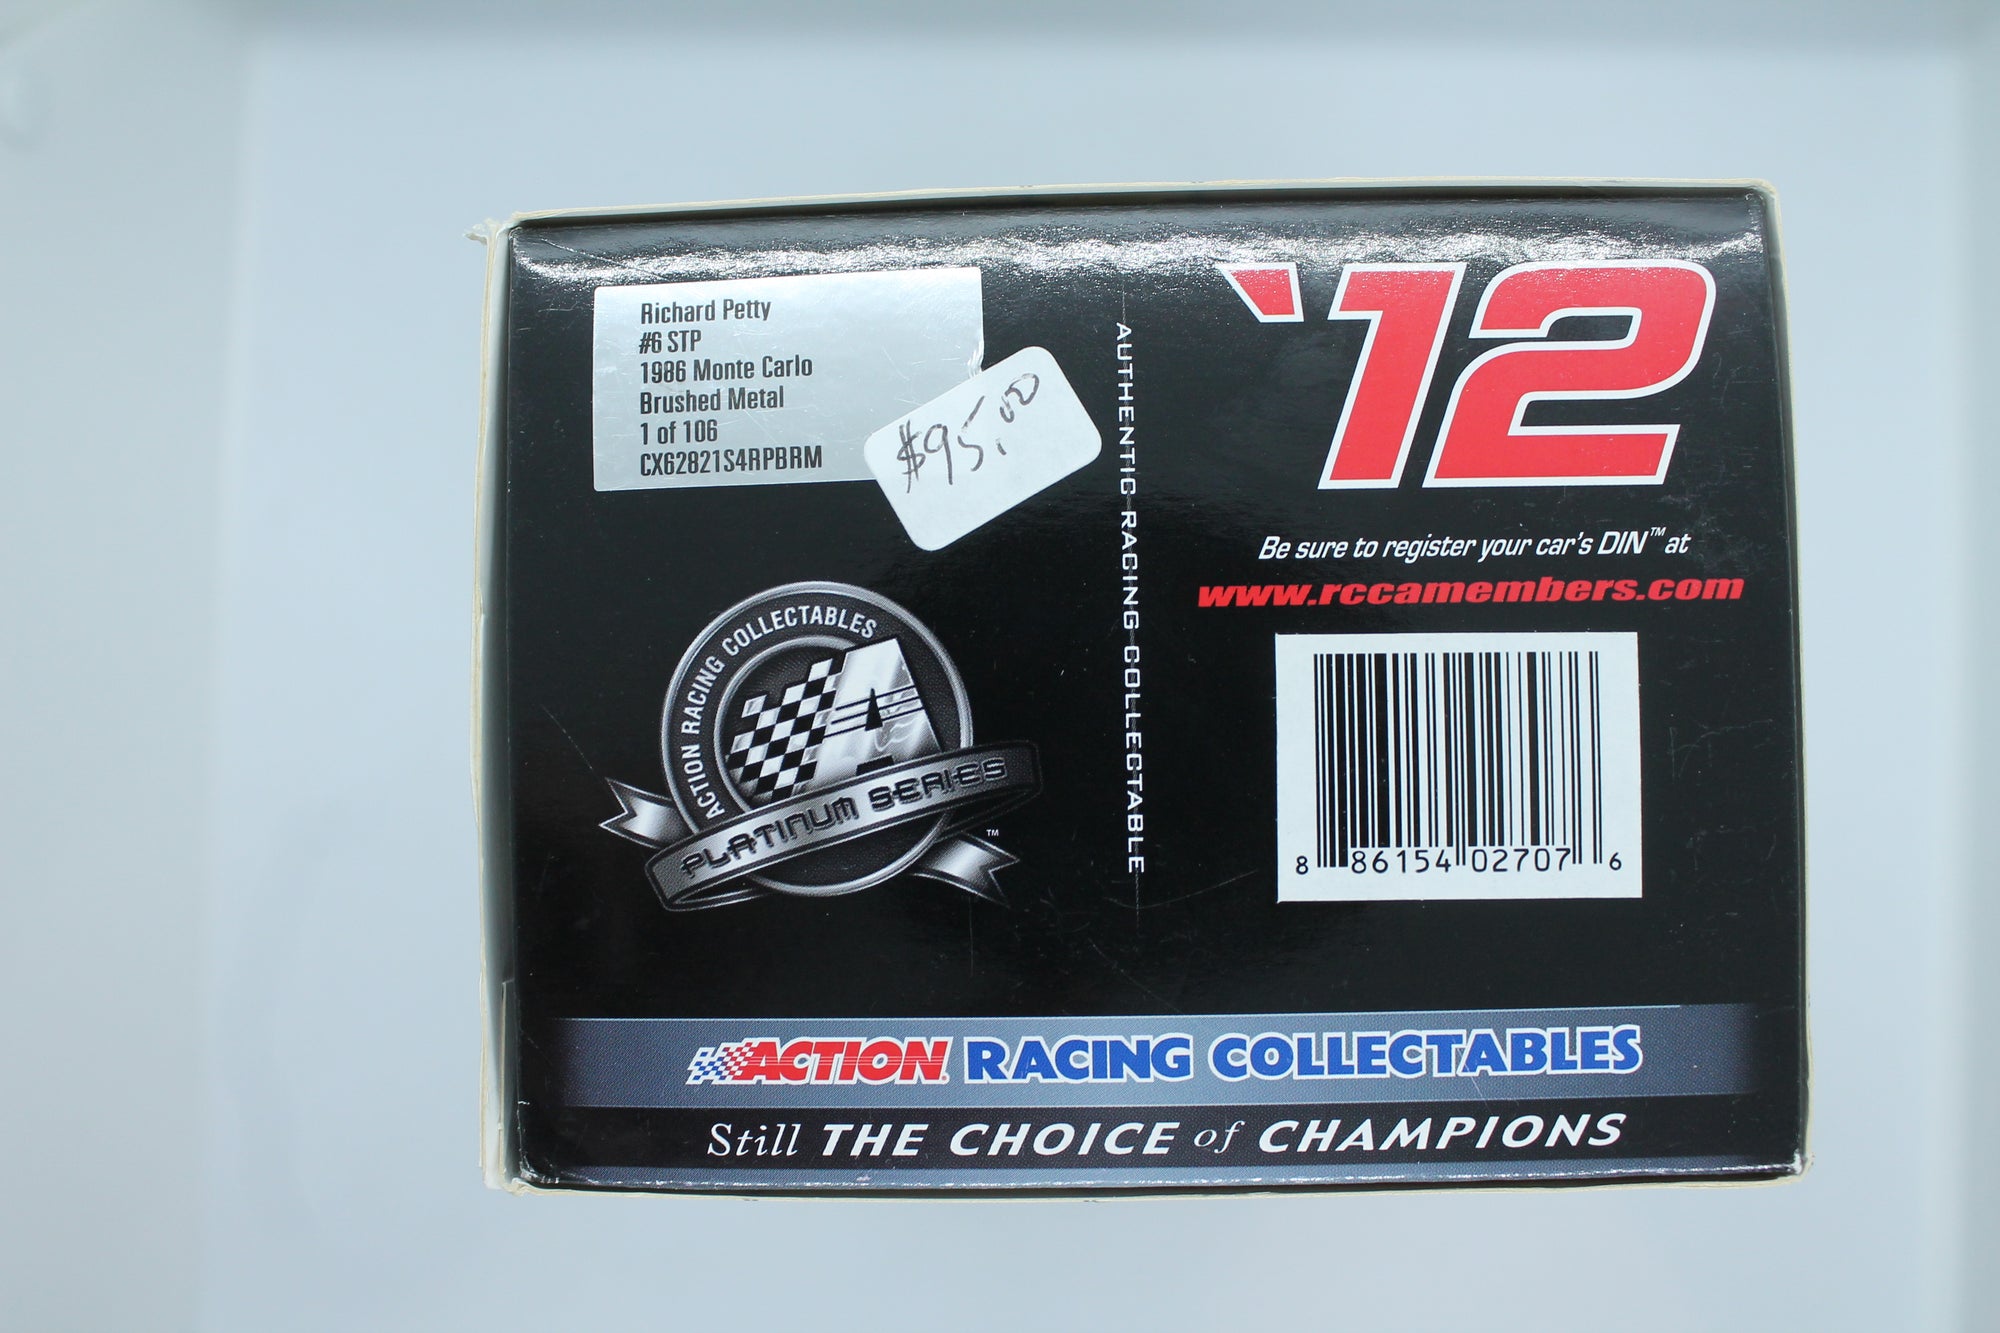 Richard Petty
#6 STP
1986 Monte Carlo
Brushed Metal
1 of 106
CX62821S4RPBRM
$95.00
ACTION RACING COLLECTABLES
A
PLATINUM SERIES
™
AUTHENTIC RACING COLLECTABLE
'12
Be sure to register your car's DIN™ at
www.rccamembers.com
8 86154 02707 6
ACTION RACING COLLECTABLES
Still THE CHOICE of CHAMPIONS